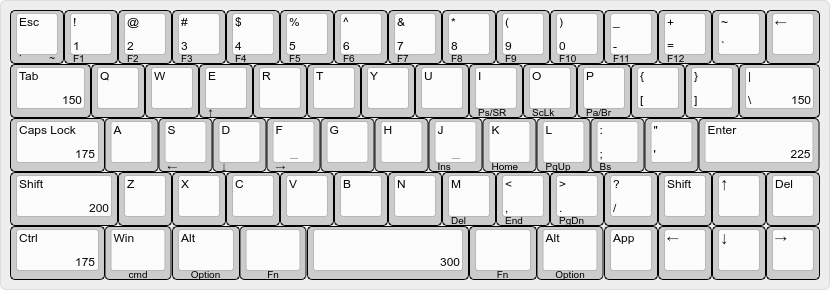 Esc ! @ # $ % ^ & * ( ) _ + ~ ←
1 2 3 4 5 6 7 8 9 0 - = `
` ~ F1 F2 F3 F4 F5 F6 F7 F8 F9 F10 F11 F12
Tab Q W E R T Y U I O P { } |
150 [ ] \ 150
↑ Ps/SR ScLk Pa/Br
Caps Lock A S D F G H J K L : " Enter
175 _ _ ; ' 225
← ↓ → Ins Home PgUp Bs
Shift Z X C V B N M < > ? Shift ↑ Del
200 , . /
Del End PgDn
Ctrl Win Alt Alt App ← ↓ →
175 300
cmd Option Fn Fn Option